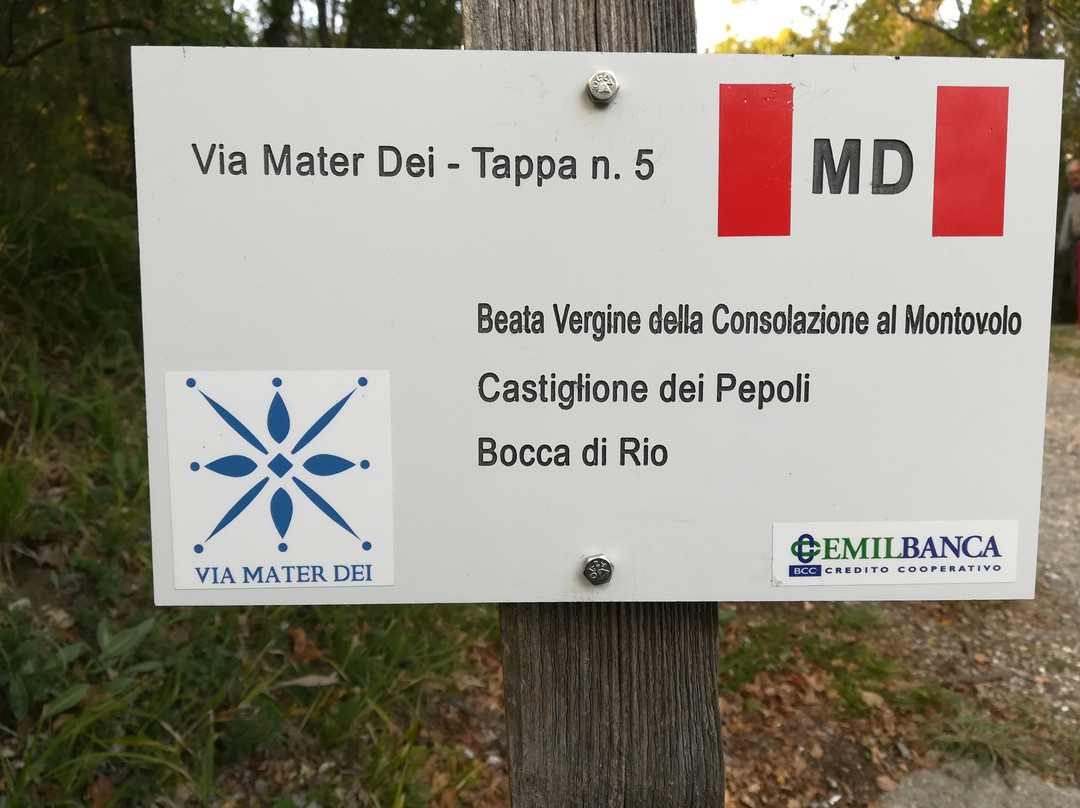 Via Mater Dei - Tappa n. 5
MD
Beata Vergine della Consolazione al Montovolo
Castiglione dei Pepoli
Bocca di Rio
VIA MATER DEI
EMILBANCA
BCC CREDITO COOPERATIVO